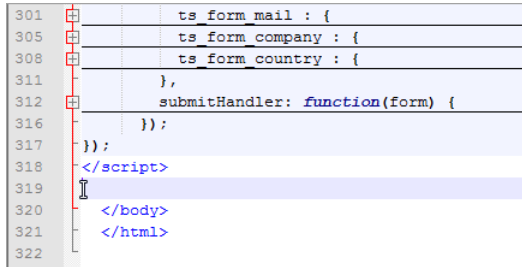 301 ts_form_mail : {
305 ts_form_company : {
308 ts_form_country : {
311 },
312 submitHandler: function(form) {
316 });
317 });
318 </script>
319
320 </body>
321 </html>
322